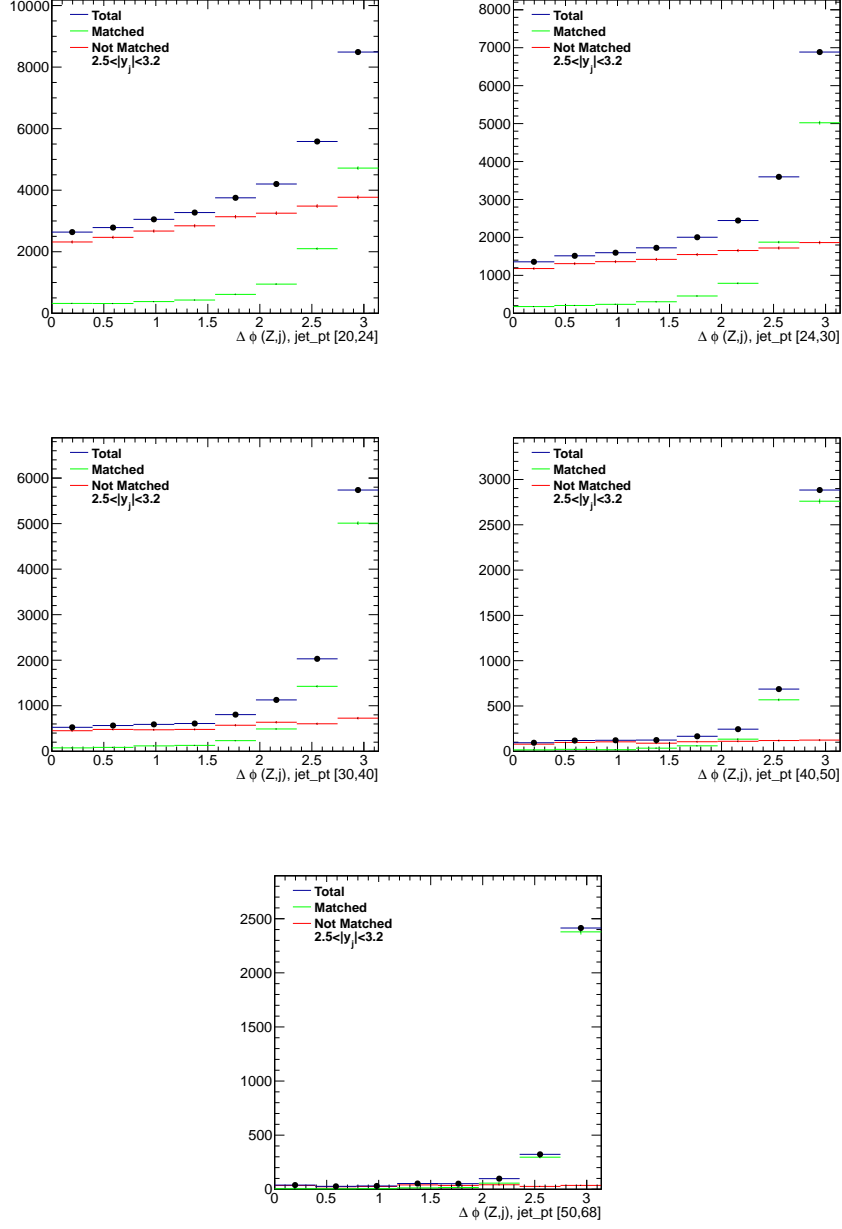 10000
8000
6000
4000
2000
0
Total
Matched
Not Matched
2.5<|y_j|<3.2
0 0.5 1 1.5 2 2.5 3
Δ ϕ (Z,j), jet_pt [20,24]
8000
7000
6000
5000
4000
3000
2000
1000
0
Total
Matched
Not Matched
2.5<|y_j|<3.2
0 0.5 1 1.5 2 2.5 3
Δ ϕ (Z,j), jet_pt [24,30]
6000
5000
4000
3000
2000
1000
0
Total
Matched
Not Matched
2.5<|y_j|<3.2
0 0.5 1 1.5 2 2.5 3
Δ ϕ (Z,j), jet_pt [30,40]
3000
2500
2000
1500
1000
500
0
Total
Matched
Not Matched
2.5<|y_j|<3.2
0 0.5 1 1.5 2 2.5 3
Δ ϕ (Z,j), jet_pt [40,50]
2500
2000
1500
1000
500
0
Total
Matched
Not Matched
2.5<|y_j|<3.2
0 0.5 1 1.5 2 2.5 3
Δ ϕ (Z,j), jet_pt [50,68]